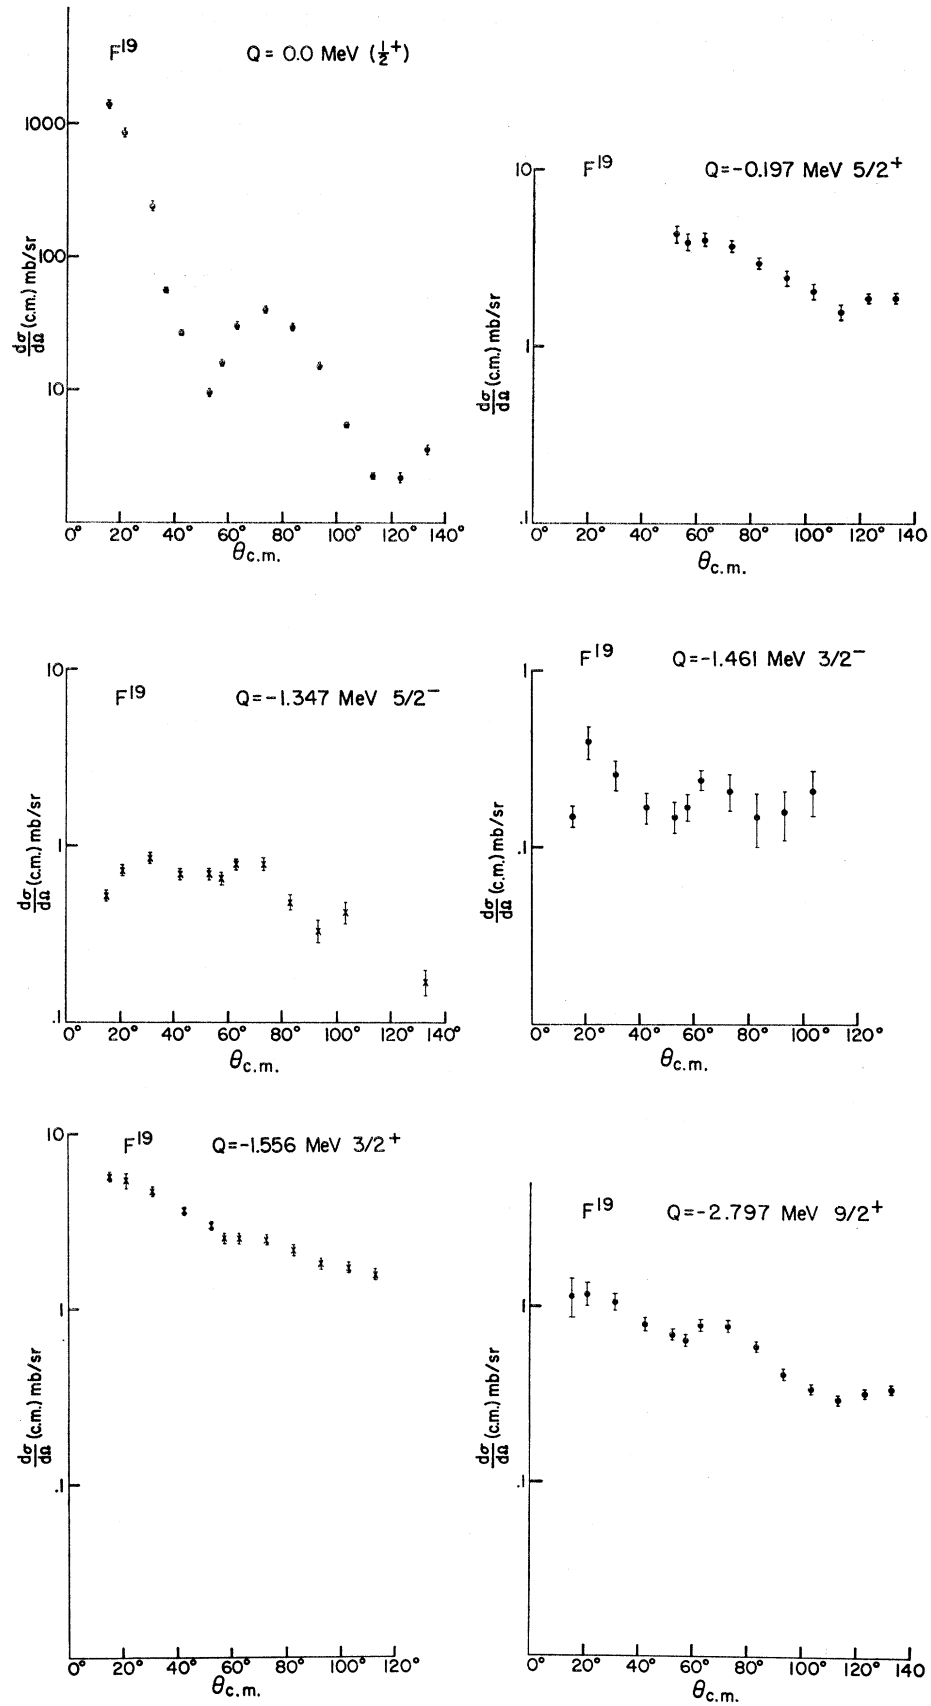 F19 Q = 0.0 MeV (1/2+)
1000
100
10
dσ/dΩ (c.m.) mb/sr
0° 20° 40° 60° 80° 100° 120° 140°
θc.m.
F19 Q=-0.197 MeV 5/2+
10
1
.1
dσ/dΩ (c.m.) mb/sr
0° 20° 40° 60° 80° 100° 120° 140
θc.m.
F19 Q=-1.347 MeV 5/2-
10
1
.1
dσ/dΩ (c.m.) mb/sr
0° 20° 40° 60° 80° 100° 120° 140°
θc.m.
F19 Q=-1.461 MeV 3/2-
1
.1
dσ/dΩ (c.m.) mb/sr
0° 20° 40° 60° 80° 100° 120°
θc.m.
F19 Q=-1.556 MeV 3/2+
10
1
.1
dσ/dΩ (c.m.) mb/sr
0° 20° 40° 60° 80° 100° 120°
θc.m.
F19 Q=-2.797 MeV 9/2+
1
.1
dσ/dΩ (c.m.) mb/sr
0° 20° 40° 60° 80° 100° 120° 140
θc.m.